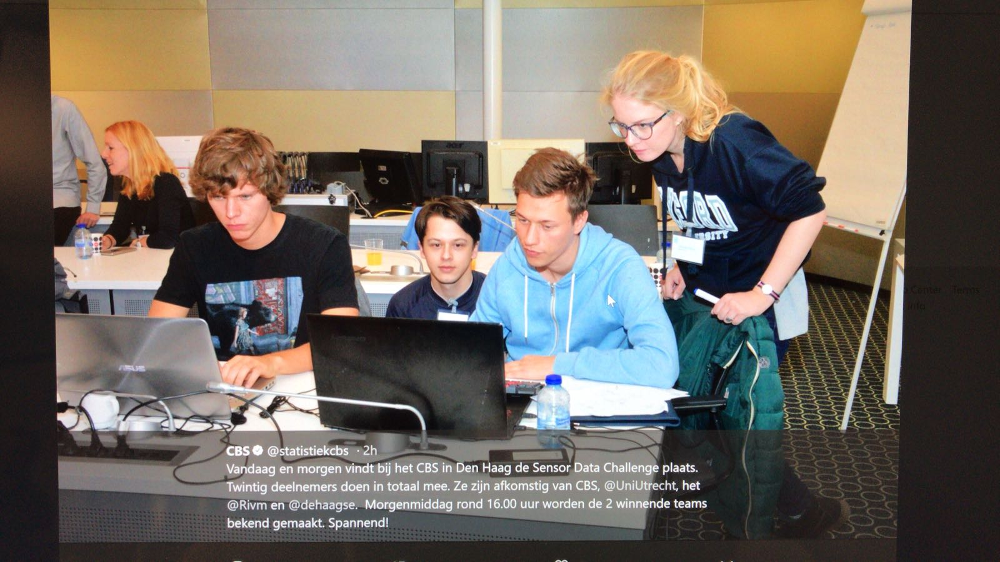 acer
ASUS
CBS @statistiekcbs · 2h
Vandaag en morgen vindt bij het CBS in Den Haag de Sensor Data Challenge plaats.
Twintig deelnemers doen in totaal mee. Ze zijn afkomstig van CBS, @UniUtrecht, het
@Rivm en @dehaagse. Morgenmiddag rond 16.00 uur worden de 2 winnende teams
bekend gemaakt. Spannend!
Center Terms
info